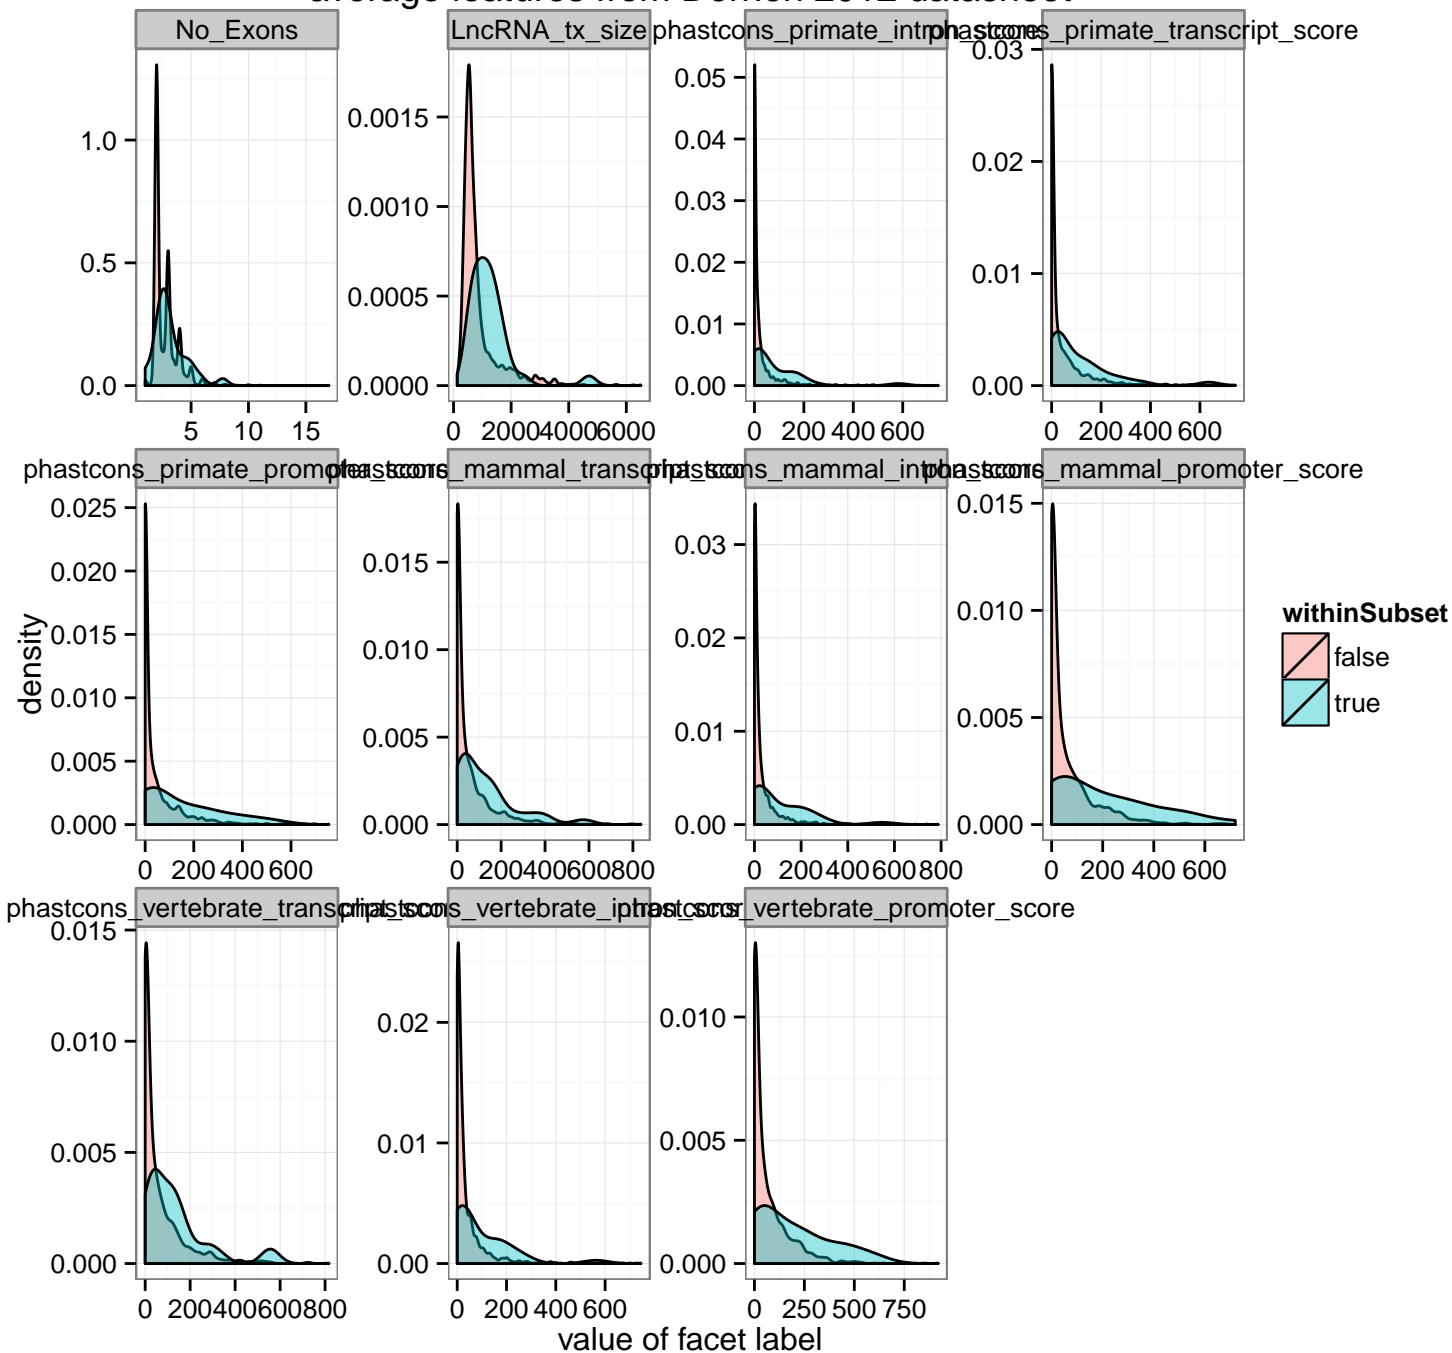 No_Exons
LncRNA_tx_size
phastcons_primate_intron_score
phastcons_primate_transcript_score
1.0
0.5
0.0
5 10 15
0.0015
0.0010
0.0005
0.0000
0 2000 4000 6000
0.05
0.04
0.03
0.02
0.01
0.00
0 200 400 600
0.03
0.02
0.01
0.00
0 200 400 600
phastcons_primate_promoter_score
phastcons_mammal_transcript_score
phastcons_mammal_intron_score
phastcons_mammal_promoter_score
density
0.025
0.020
0.015
0.010
0.005
0.000
0 200 400 600
0.015
0.010
0.005
0.000
0 200 400 600 800
0.03
0.02
0.01
0.00
0 200 400 600 800
0.015
0.010
0.005
0.000
0 200 400 600
withinSubset
false
true
phastcons_vertebrate_transcript_score
phastcons_vertebrate_intron_score
phastcons_vertebrate_promoter_score
0.015
0.010
0.005
0.000
0 200 400 600 800
0.02
0.01
0.00
0 200 400 600
0.010
0.005
0.000
0 250 500 750
value of facet label